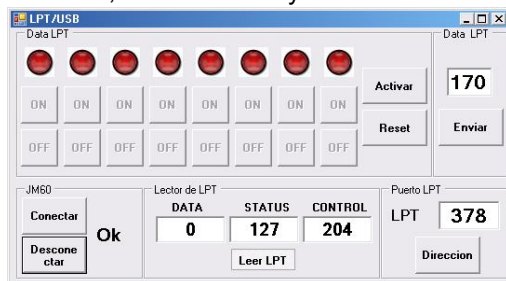 LPT/USB
Data LPT
Data LPT
Activar
170
ON ON ON ON ON ON ON ON
Reset
Enviar
OFF OFF OFF OFF OFF OFF OFF OFF
JM60
Lector de LPT
Puerto LPT
Conectar
DATA STATUS CONTROL
LPT 378
Ok
0 127 204
Descone
ctar
Leer LPT
Direccion